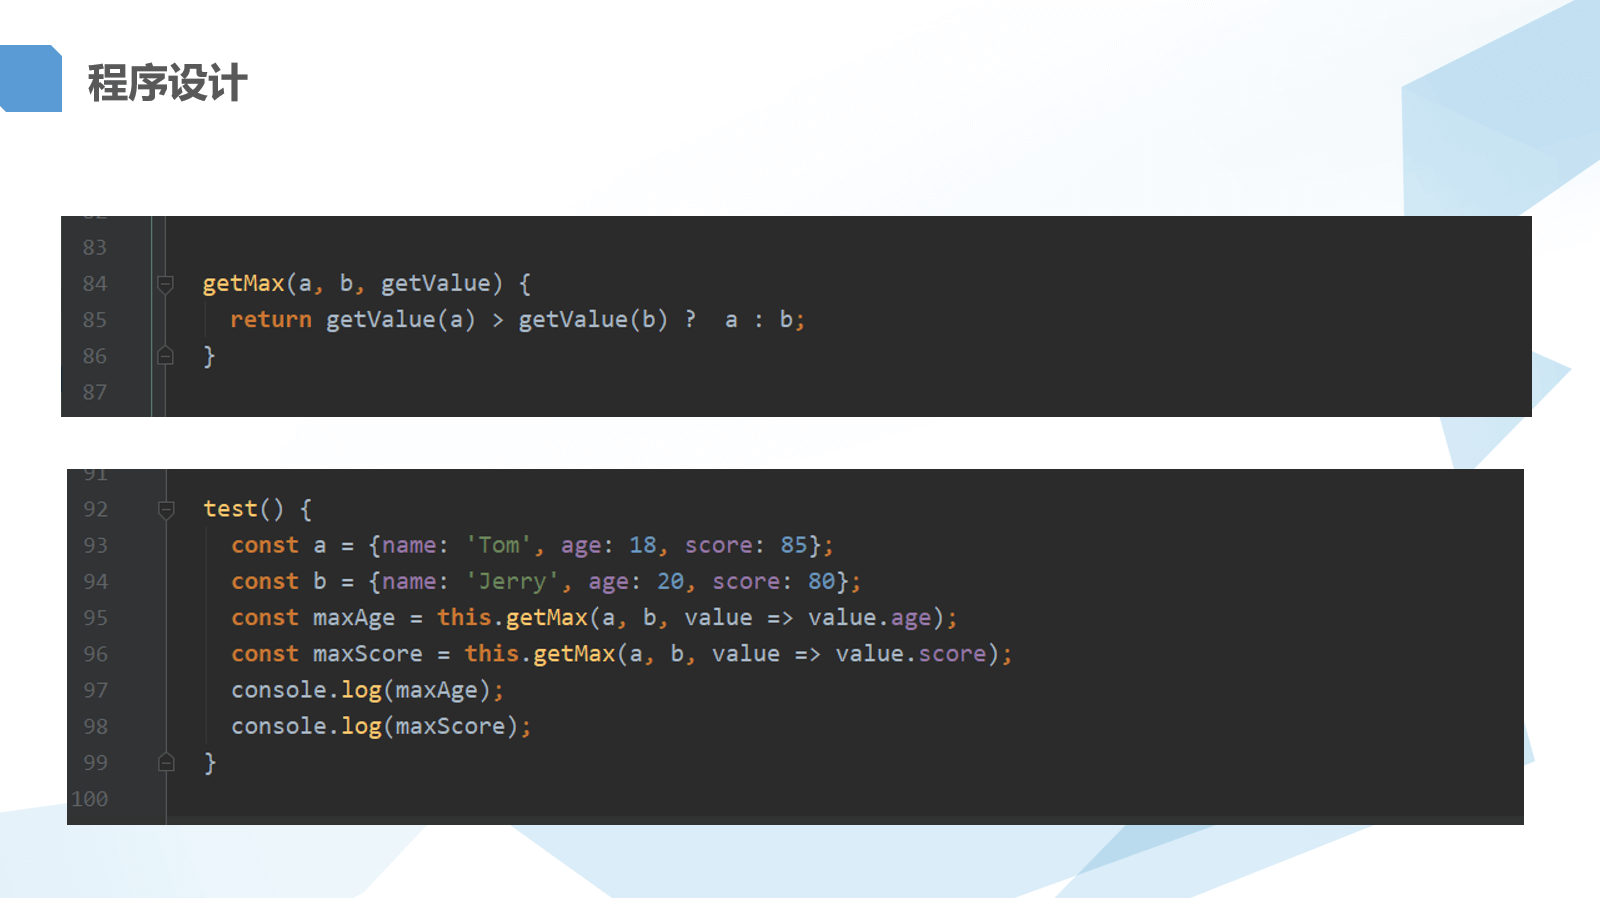 程序设计
82
83
84 getMax(a, b, getValue) {
85 return getValue(a) > getValue(b) ?  a : b;
86 }
87
91
92 test() {
93 const a = {name: 'Tom', age: 18, score: 85};
94 const b = {name: 'Jerry', age: 20, score: 80};
95 const maxAge = this.getMax(a, b, value => value.age);
96 const maxScore = this.getMax(a, b, value => value.score);
97 console.log(maxAge);
98 console.log(maxScore);
99 }
100